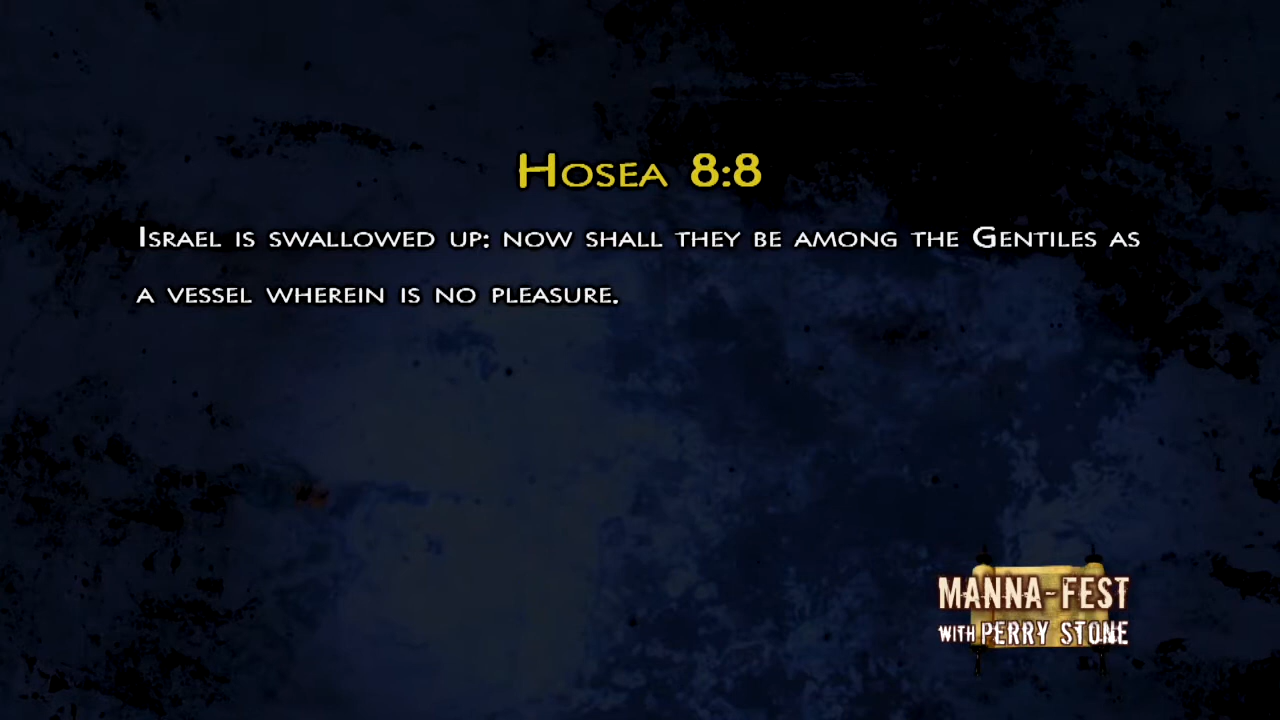 Hosea 8:8
Israel is swallowed up: now shall they be among the Gentiles as
a vessel wherein is no pleasure.
MANNA-FEST
WITH PERRY STONE